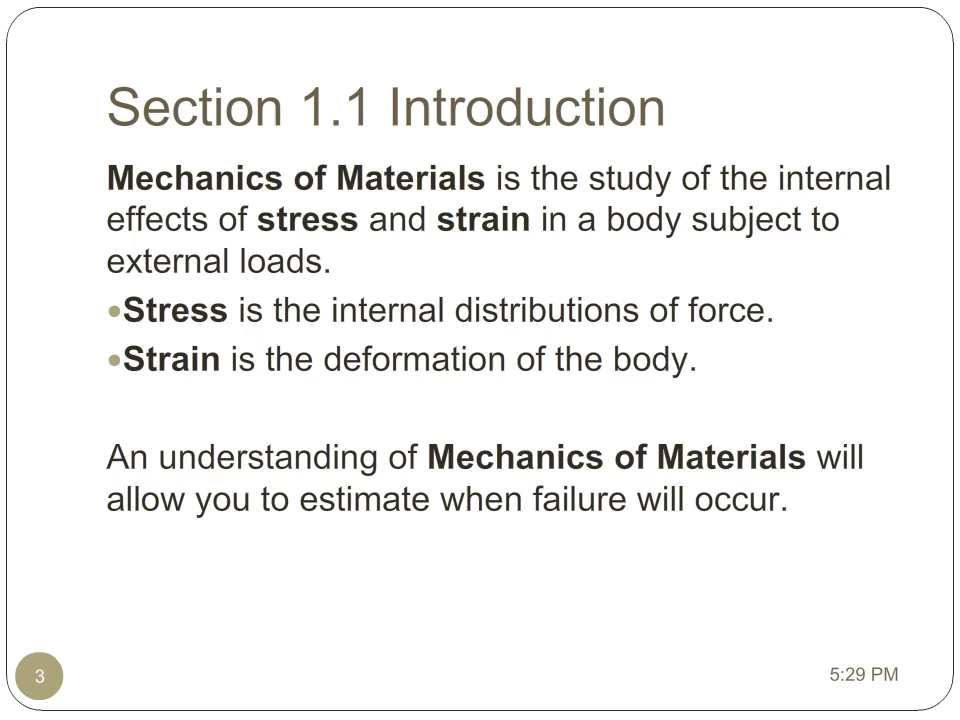 Section 1.1 Introduction
Mechanics of Materials is the study of the internal
effects of stress and strain in a body subject to
external loads.
•Stress is the internal distributions of force.
•Strain is the deformation of the body.
An understanding of Mechanics of Materials will
allow you to estimate when failure will occur.
3
5:29 PM